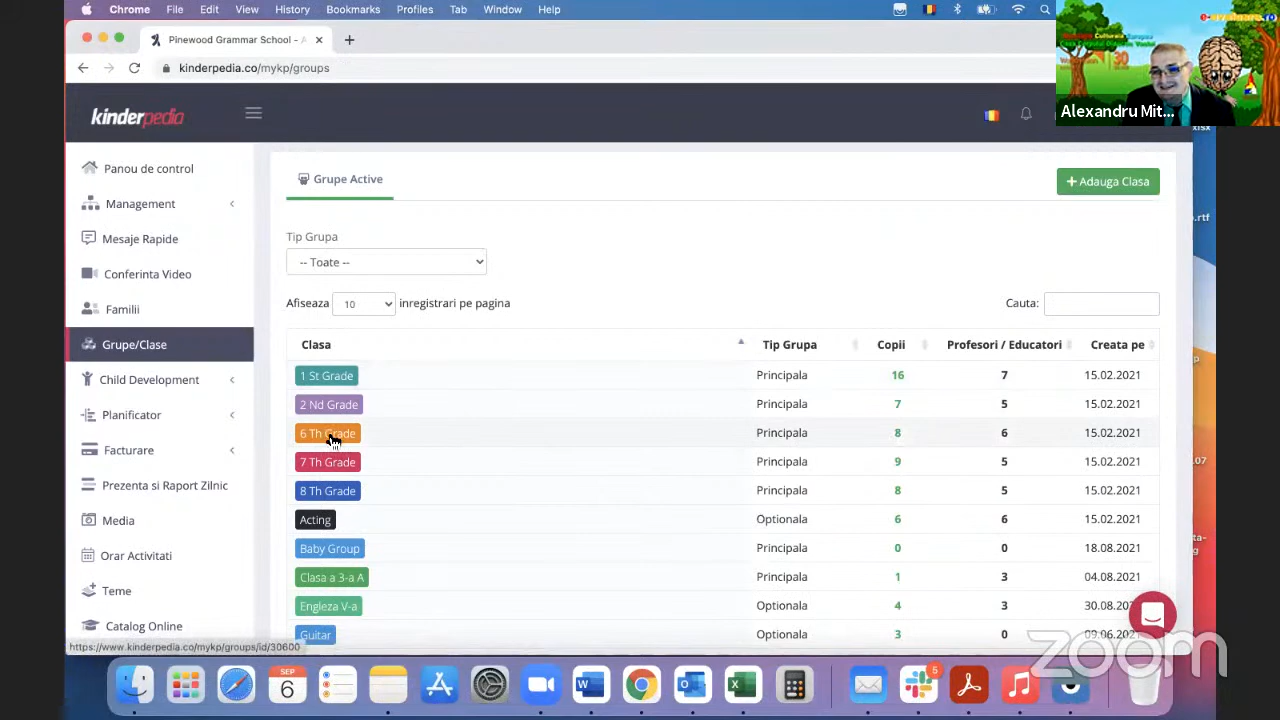 Chrome File Edit View History Bookmarks Profiles Tab Window Help
Pinewood Grammar School -
kinderpedia.co/mykp/groups
kinderpedia
Alexandru Mit...
Panou de control
Management
Mesaje Rapide
Conferinta Video
Familii
Grupe/Clase
Child Development
Planificator
Facturare
Prezenta si Raport Zilnic
Media
Orar Activitati
Teme
Catalog Online
Grupe Active
+ Adauga Clasa
Tip Grupa
-- Toate --
Afiseaza 10 inregistrari pe pagina
Cauta:
Clasa Tip Grupa Copii Profesori / Educatori Creata pe
1 St Grade Principala 16 7 15.02.2021
2 Nd Grade Principala 7 5 15.02.2021
6 Th Grade Principala 8 6 15.02.2021
7 Th Grade Principala 9 5 15.02.2021
8 Th Grade Principala 8 5 15.02.2021
Acting Optionala 6 6 15.02.2021
Baby Group Principala 0 0 18.08.2021
Clasa a 3-a A Principala 1 3 04.08.2021
Engleza V-a Optionala 4 3 30.08.20
Guitar Optionala 3 0 09.06.2021
https://www.kinderpedia.co/mykp/groups/id/30600
zoom
xlsx
.rtf
SEP
6
5